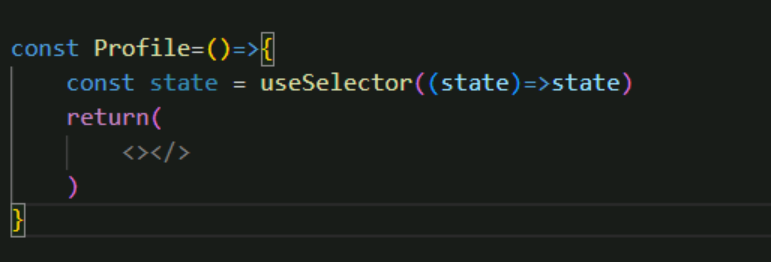 const Profile=()=>{
    const state = useSelector((state)=>state)
    return(
        <></>
    )
}